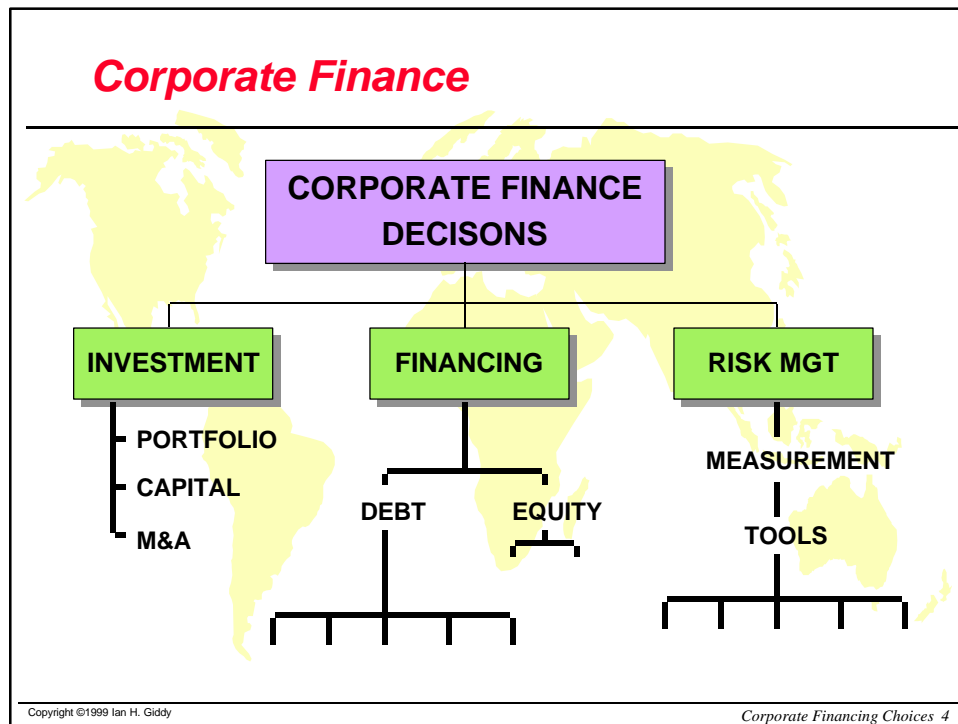 Corporate Finance
CORPORATE FINANCE
DECISONS
INVESTMENT
FINANCING
RISK MGT
PORTFOLIO
CAPITAL
M&A
DEBT
EQUITY
MEASUREMENT
TOOLS
Copyright ©1999 Ian H. Giddy
Corporate Financing Choices 4